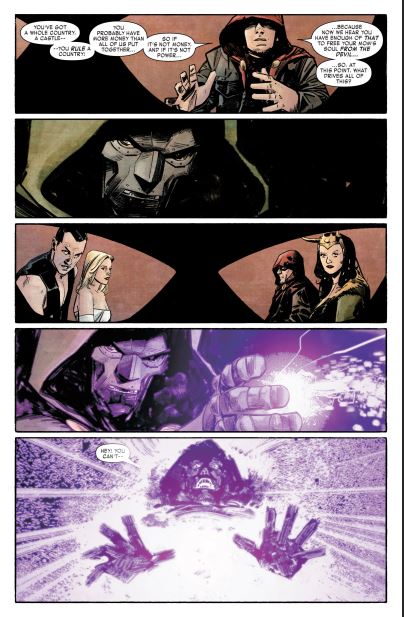 YOU'VE GOT
A WHOLE COUNTRY.
A CASTLE--
--YOU RULE A
COUNTRY!
YOU
PROBABLY HAVE
MORE MONEY THAN
ALL OF US PUT
TOGETHER...
SO IF
IT'S NOT MONEY,
AND IF IT'S NOT
POWER...
...BECAUSE
NOW WE HEAR YOU
HAVE ENOUGH OF THAT
TO FREE YOUR MOM'S
SOUL FROM THE
DEVIL...
...SO, AT
THIS POINT, WHAT
DRIVES ALL OF
THIS?
HEY! YOU
CAN'T--